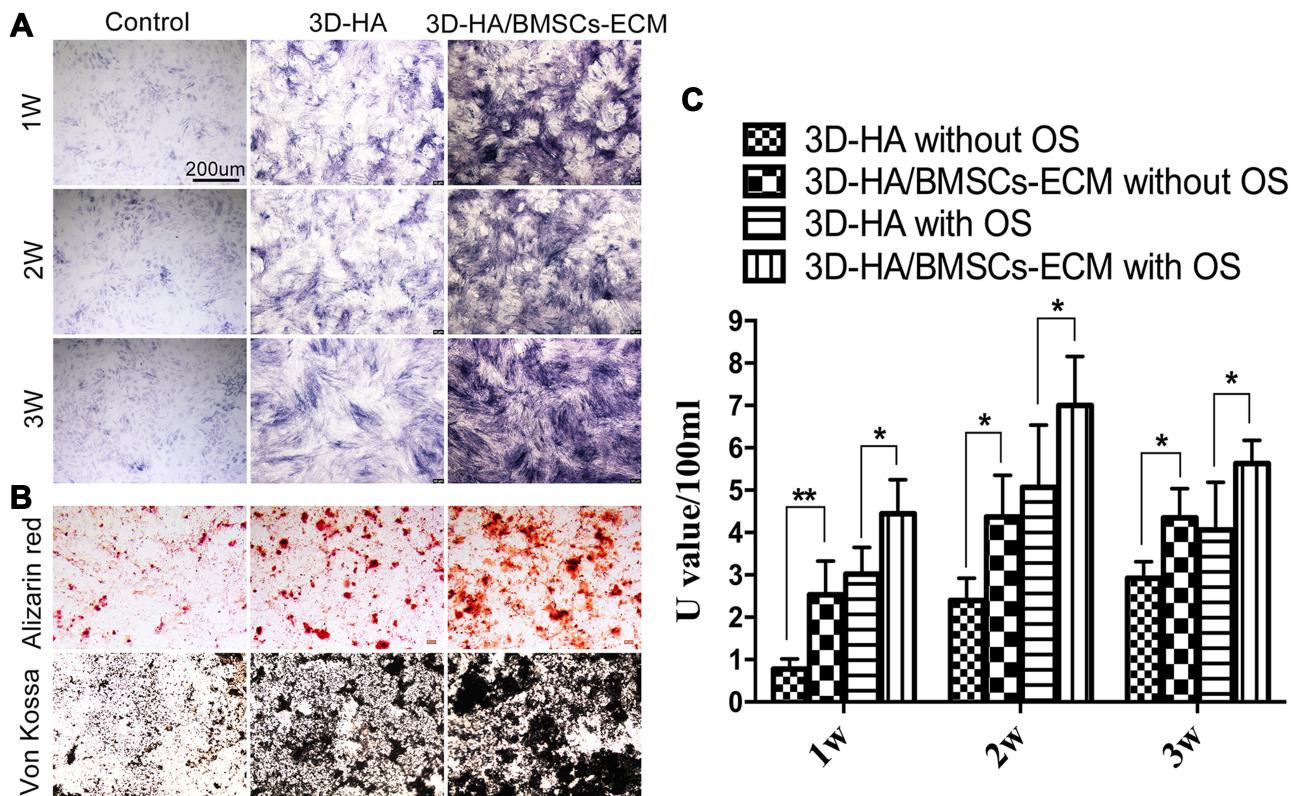 A
Control 3D-HA 3D-HA/BMSCs-ECM
1W
200um
2W
3W
B
Alizarin red
Von Kossa
C
3D-HA without OS
3D-HA/BMSCs-ECM without OS
3D-HA with OS
3D-HA/BMSCs-ECM with OS
U value/100ml
9
8
7
6
5
4
3
2
1
0
** *
* *
* *
1w 2w 3w